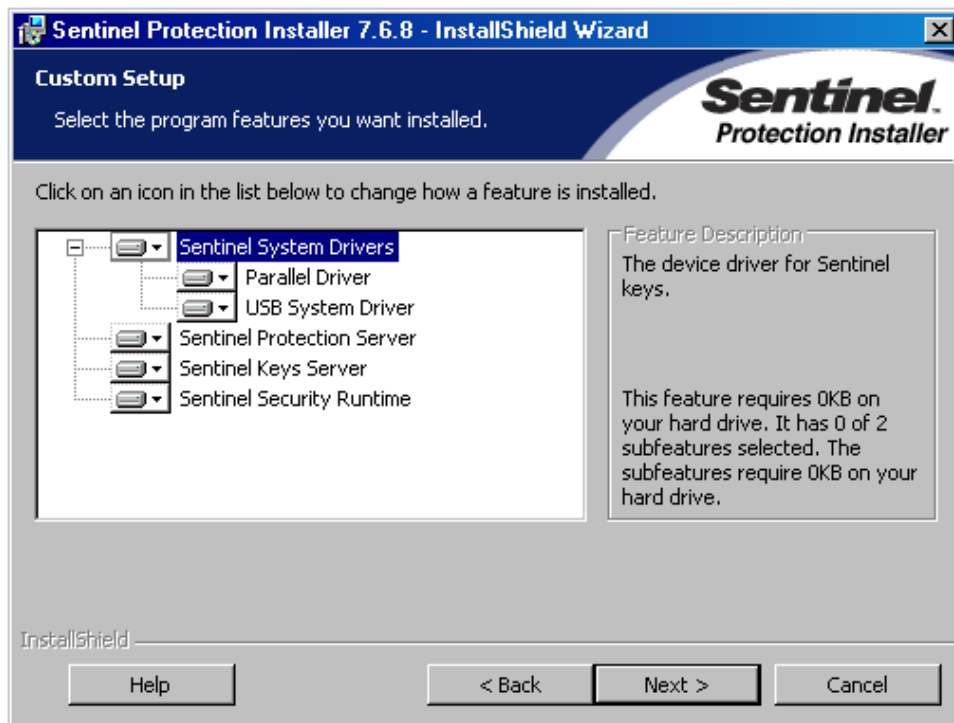 Sentinel Protection Installer 7.6.8 - InstallShield Wizard
Custom Setup
Select the program features you want installed.
Sentinel.
Protection Installer
Click on an icon in the list below to change how a feature is installed.
Sentinel System Drivers
Parallel Driver
USB System Driver
Sentinel Protection Server
Sentinel Keys Server
Sentinel Security Runtime
Feature Description
The device driver for Sentinel
keys.
This feature requires 0KB on
your hard drive. It has 0 of 2
subfeatures selected. The
subfeatures require 0KB on your
hard drive.
InstallShield
Help
< Back
Next >
Cancel